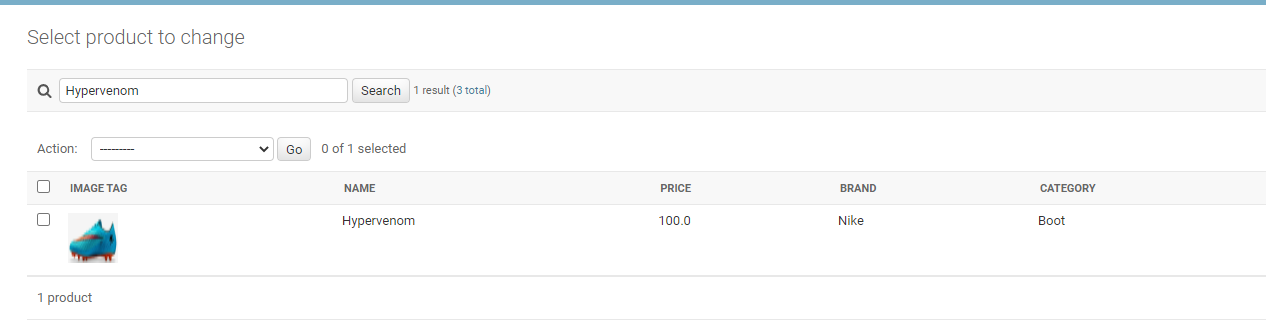 Select product to change
Hypervenom Search 1 result (3 total)
Action: --------- Go 0 of 1 selected
IMAGE TAG NAME PRICE BRAND CATEGORY
Hypervenom 100.0 Nike Boot
1 product